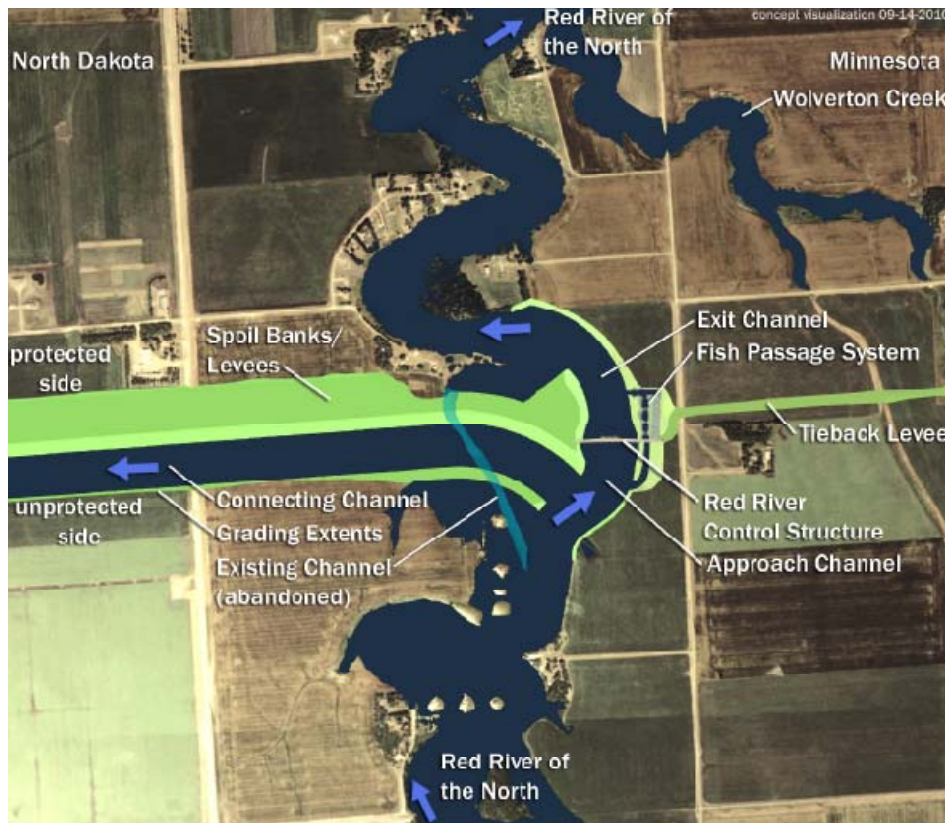 concept visualization 09-14-2010
Red River of
the North
North Dakota
Minnesota
Wolverton Creek
Exit Channel
Fish Passage System
Spoil Banks/
Levees
protected
side
Tieback Levee
Connecting Channel
unprotected
side
Grading Extents
Existing Channel
(abandoned)
Red River
Control Structure
Approach Channel
Red River of
the North